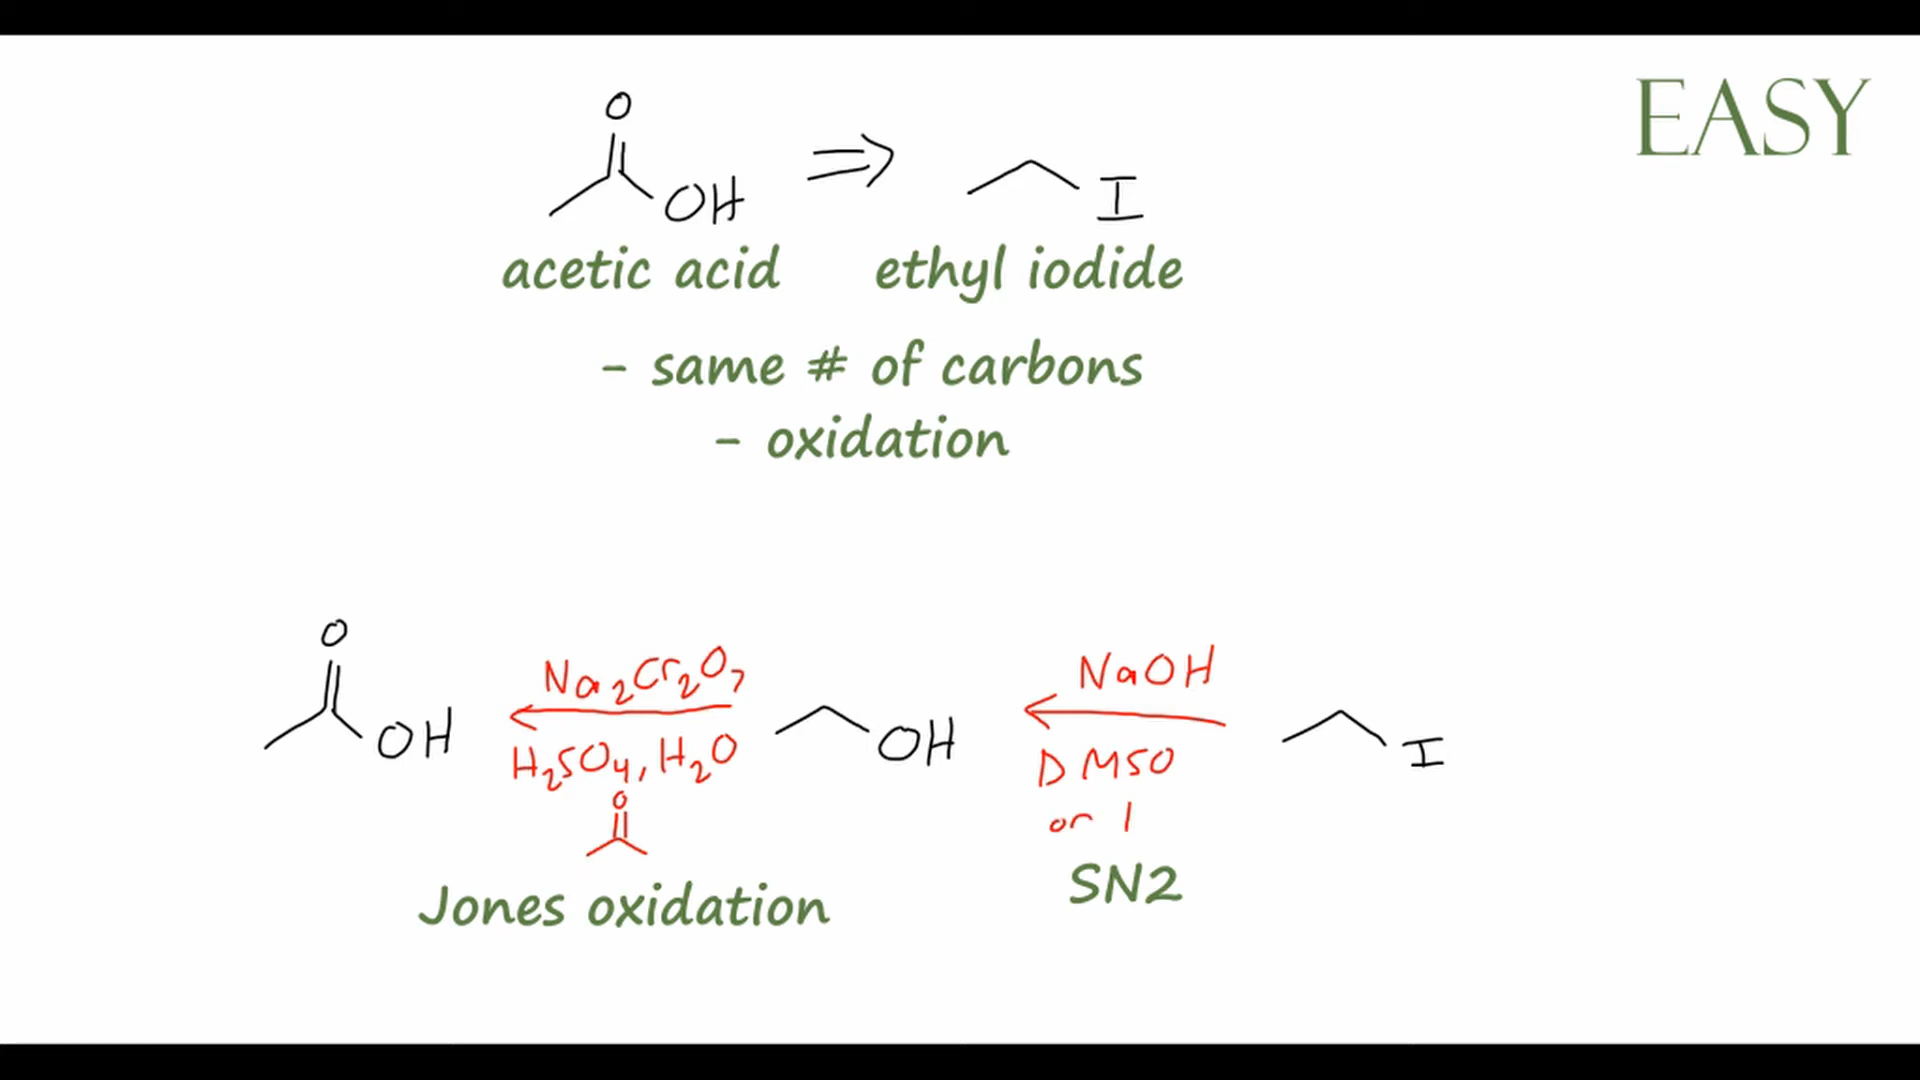 EASY
O
OH
⇒
I
acetic acid
ethyl iodide
- same # of carbons
- oxidation
O
OH
Na₂Cr₂O₇
H₂SO₄, H₂O
O
OH
NaOH
DMSO
or
I
Jones oxidation
SN2